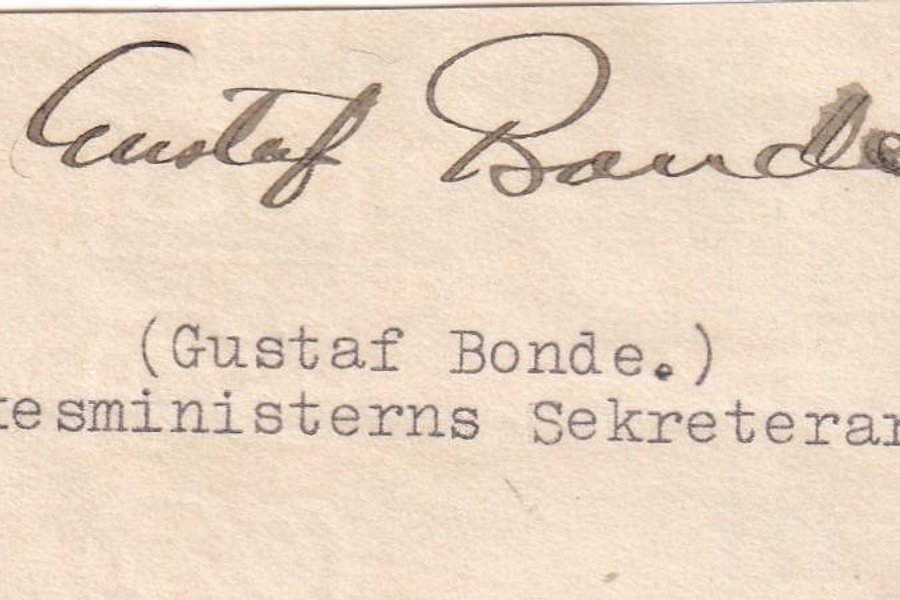 Gustaf Bonde
(Gustaf Bonde.)
kesministerns Sekreterar